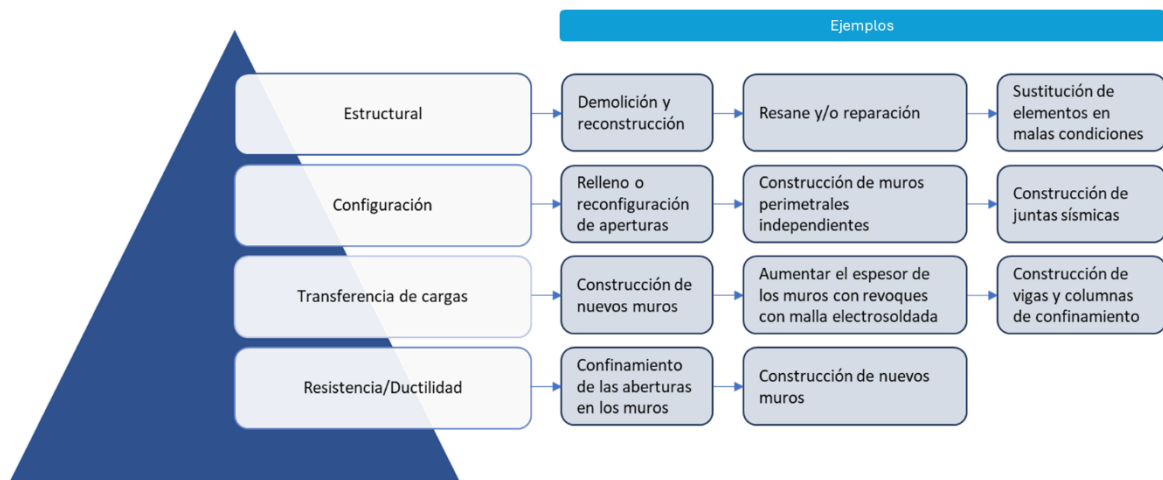 Ejemplos
Estructural
Demolición y
reconstrucción
Resane y/o reparación
Sustitución de
elementos en
malas condiciones
Configuración
Relleno o
reconfiguración
de aperturas
Construcción de muros
perimetrales
independientes
Construcción de
juntas sísmicas
Transferencia de cargas
Construcción de
nuevos muros
Aumentar el espesor de
los muros con revoques
con malla electrosoldada
Construcción de
vigas y columnas
de confinamiento
Resistencia/Ductilidad
Confinamiento
de las aberturas
en los muros
Construcción de nuevos
muros